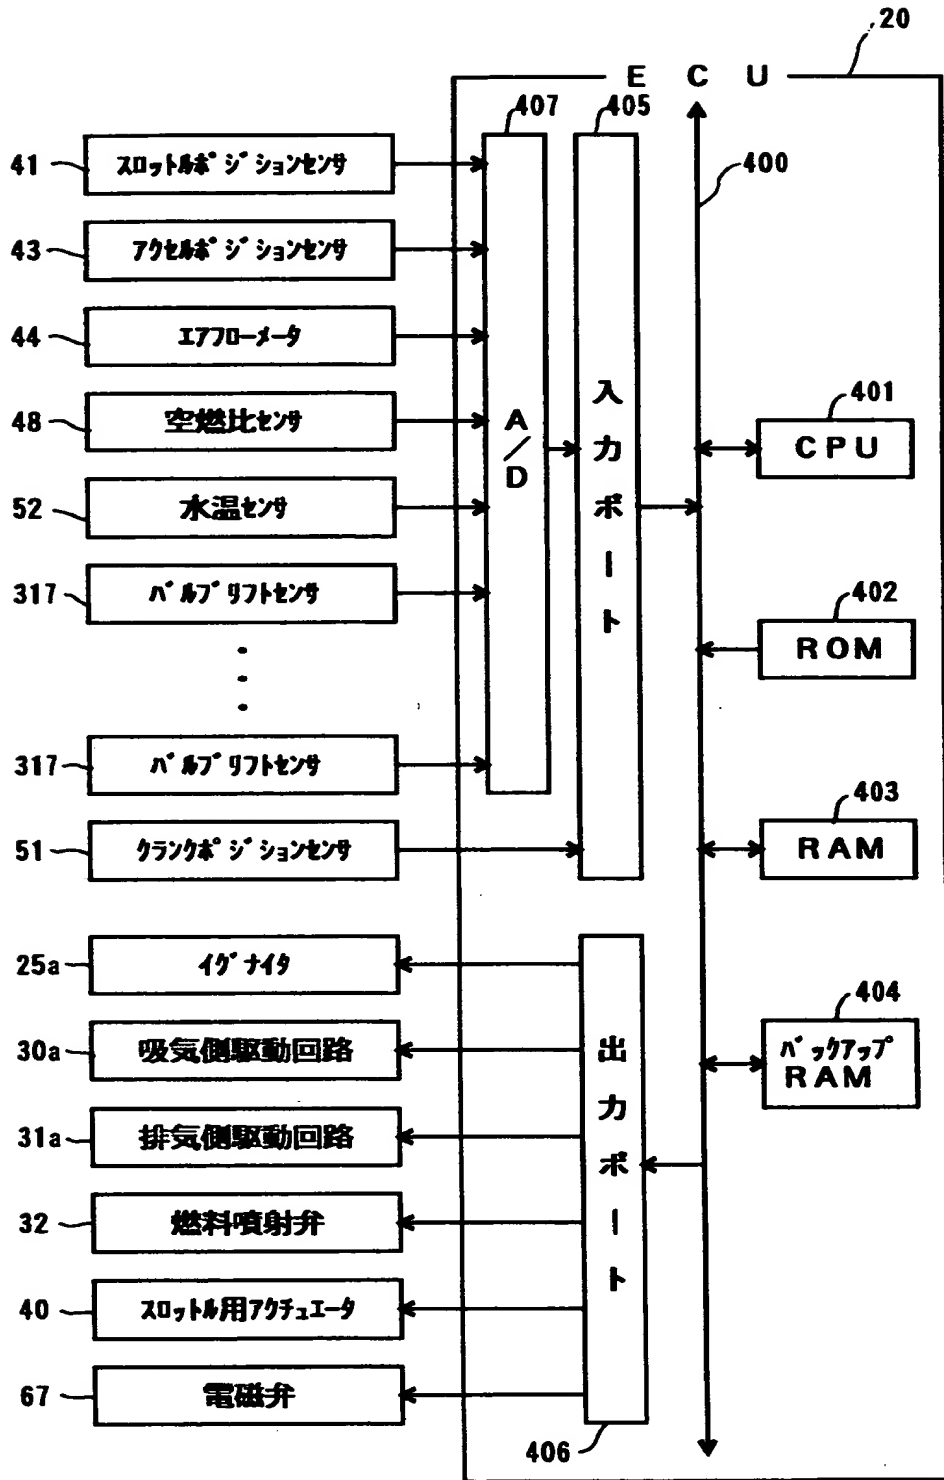 20
ECU
407
405
41
スロットルポジションセンサ
400
43
アクセルポジションセンサ
44
エアフローメータ
48
空燃比センサ
A/D
入力ポート
401
CPU
52
水温センサ
317
バルブリフトセンサ
402
ROM
317
バルブリフトセンサ
403
RAM
51
クランクポジションセンサ
25a
イグナイタ
404
バックアップ
RAM
30a
吸気側駆動回路
出力ポート
31a
排気側駆動回路
32
燃料噴射弁
40
スロットル用アクチュエータ
67
電磁弁
406